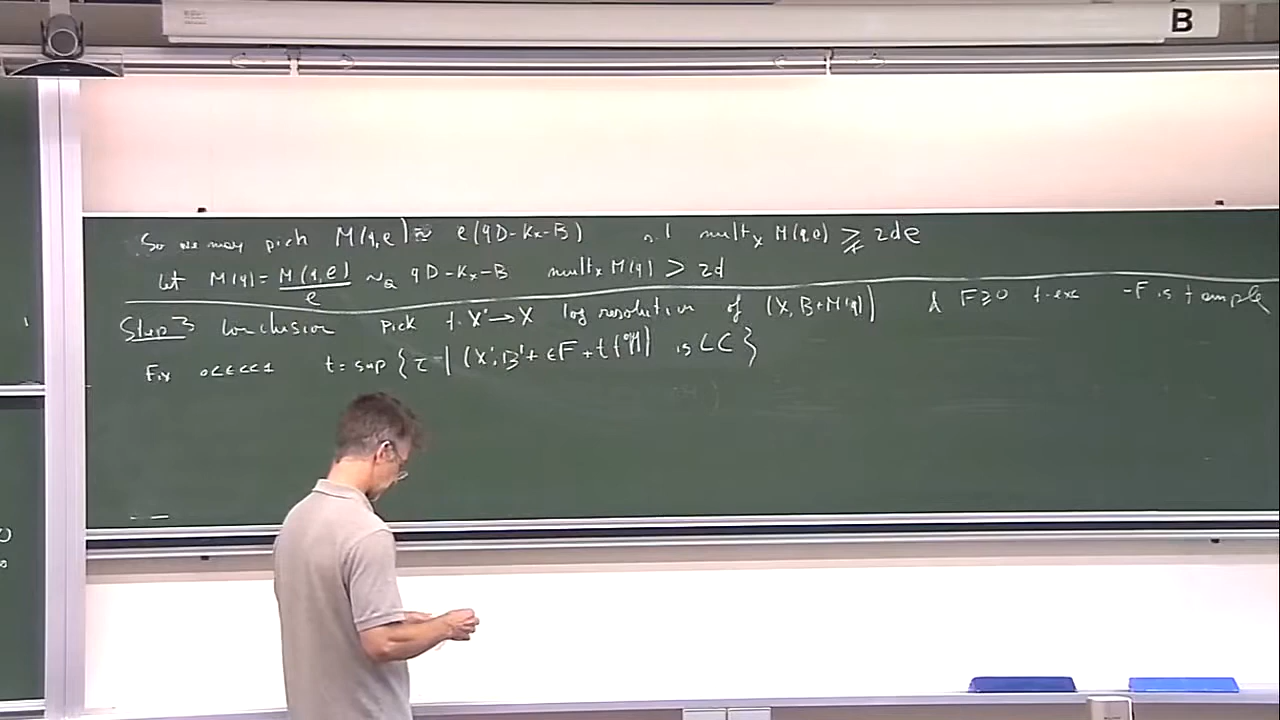 B
So we may pick M(q,e) ≈ e(qD-Kx-B) s.t multₓ M(q,e) ≥ 2de
let M(q) = M(q,e)/e ~ℚ qD-Kx-B multₓ M(q) > 2d
Step 3 Conclusion pick f: X'→X log resolution of (X, B+M(q)) & F≥0 f-exc -F is f ample
Fix 0<ε<<1 t = sup { τ | (X', B'+εF+t f*M) is LC }